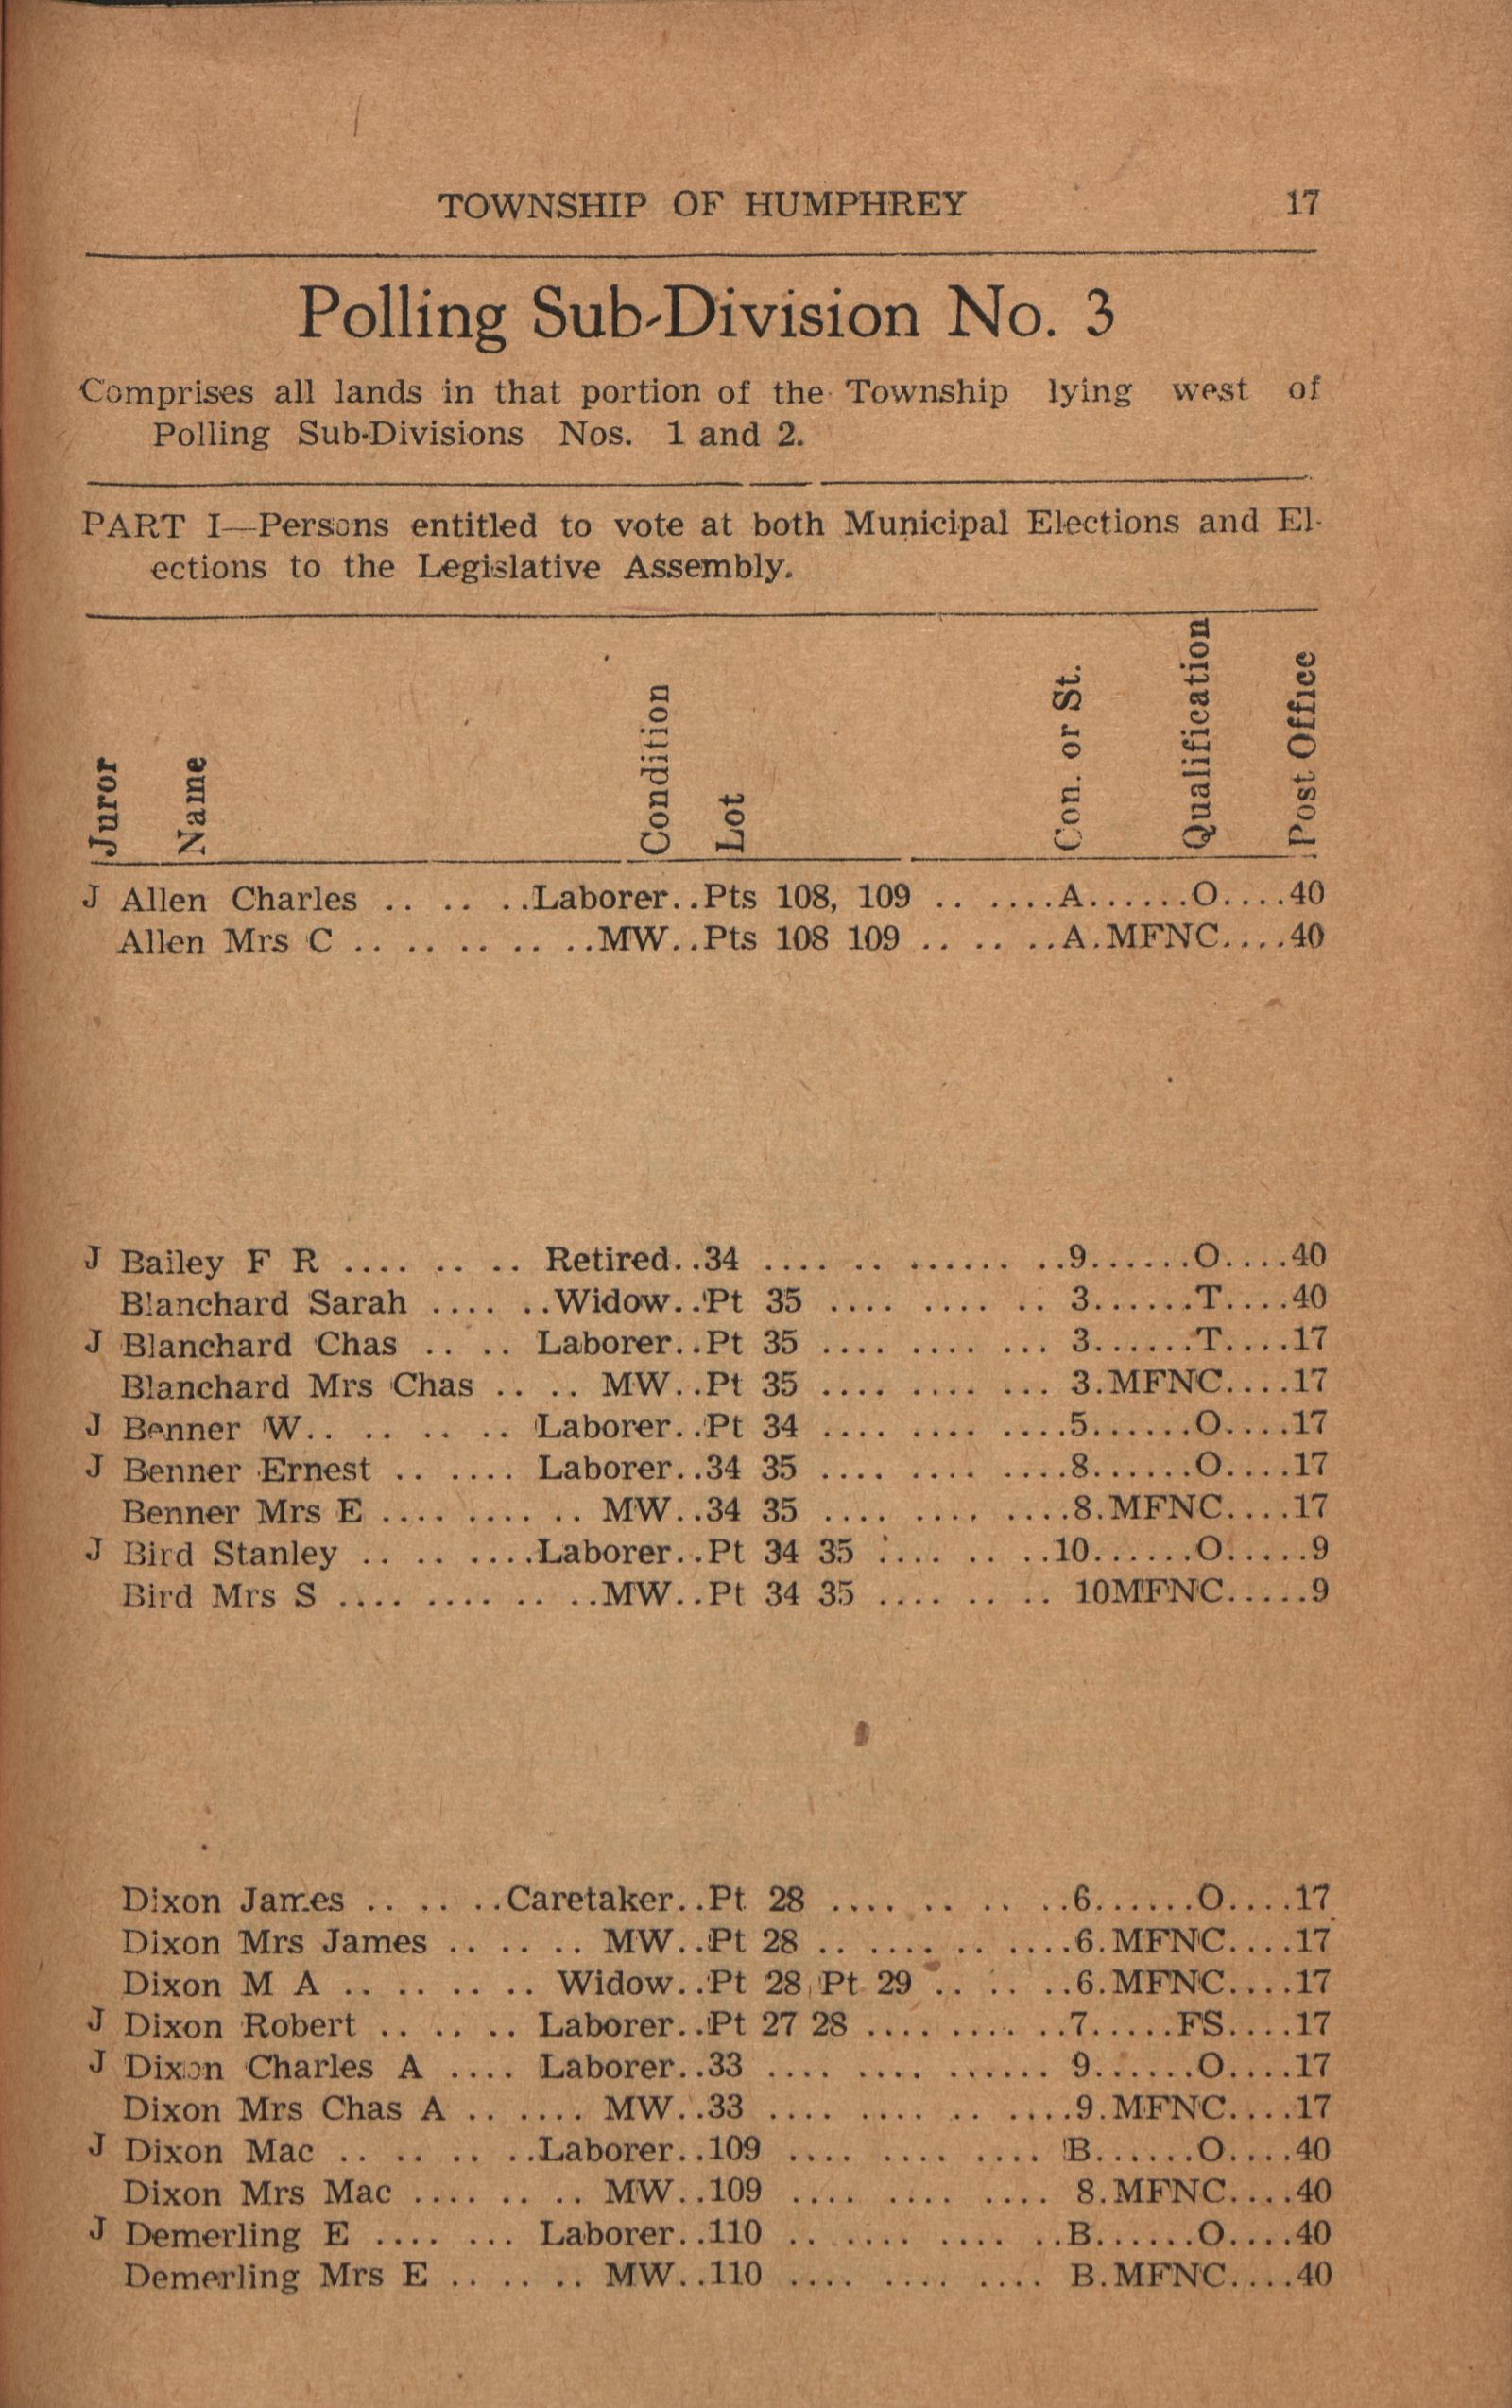 TOWNSHIP OF HUMPHREY 17
Polling Sub-Division No. 3
Comprises all lands in that portion of the Township lying west of
Polling Sub-Divisions Nos. 1 and 2.
PART I—Persons entitled to vote at both Municipal Elections and El-
ections to the Legislative Assembly.
Juror Name Condition Lot Con. or St. Qualification Post Office
J Allen Charles .. .. ..Laborer..Pts 108, 109 .. ....A......O....40
Allen Mrs C .. .. .. .. ..MW..Pts 108 109 .. .. ..A.MFNC....40
J Bailey F R .... .. .. Retired..34 .... .. ...... ..9......O....40
Blanchard Sarah .... ..Widow..Pt 35 .... .... .. 3......T....40
J Blanchard Chas .. .. Laborer..Pt 35 .... .... ... 3......T....17
Blanchard Mrs Chas .. .. MW..Pt 35 .... .... ... 3.MFNC....17
J Benner W.. .. .. .. Laborer..Pt 34 .... .... ....5......O....17
J Benner Ernest .. .... Laborer..34 35 .... .... ....8......O....17
Benner Mrs E .... .... .. MW..34 35 .... .... ....8.MFNC....17
J Bird Stanley .. .. ....Laborer..Pt 34 35 .... .. ..10......O.....9
Bird Mrs S .... .... .. ..MW..Pt 34 35 .... .. .. 10MFNC.....9
Dixon James .. .. ..Caretaker..Pt 28 .... .. .. ..6......O....17
Dixon Mrs James .. .. .. MW..Pt 28 .. .... .. ....6.MFNC....17
Dixon M A .. .. .. .. Widow..Pt 28, Pt 29 .. .. ..6.MFNC....17
J Dixon Robert .. .. .. Laborer..Pt 27 28 .... .... ..7.....FS....17
J Dixon Charles A .... Laborer..33 .... .... ...... 9......O....17
Dixon Mrs Chas A .. .... MW..33 .... .... .. ....9.MFNC....17
J Dixon Mac .. .. .. ..Laborer..109 .... .... .... B......O....40
Dixon Mrs Mac .... .. .. MW..109 .... .... .... 8.MFNC....40
J Demerling E .... ... Laborer..110 .. .... .... ..B......O....40
Demerling Mrs E .. .. .. MW..110 .... .... .... B.MFNC....40